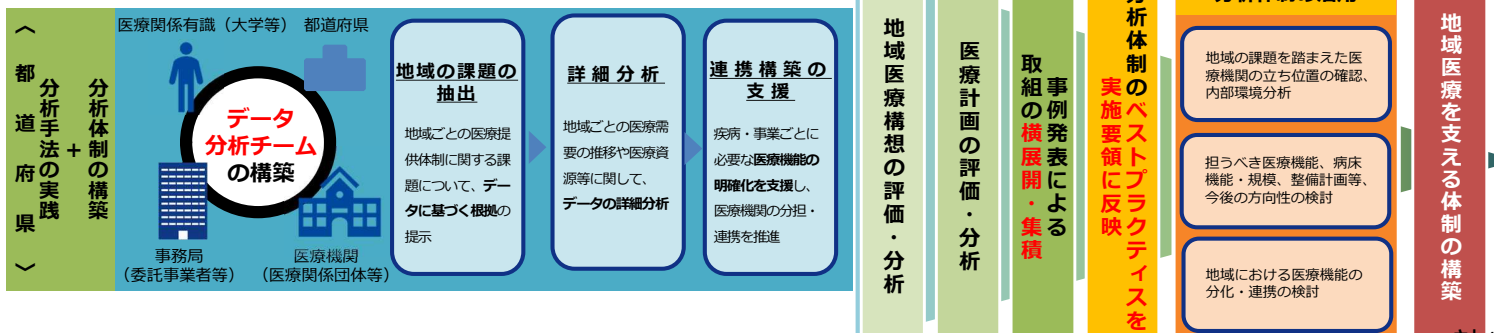 〈都道府県〉
分析手法の実践
+
分析体制の構築
医療関係有識（大学等）
都道府県
データ
分析チーム
の構築
事務局
（委託事業者等）
医療機関
（医療関係団体等）
地域の課題の
抽出
地域ごとの医療提
供体制に関する課
題について、デー
タに基づく根拠の
提示
詳細分析
地域ごとの医療需
要の推移や医療資
源等に関して、
データの詳細分析
連携構築の
支援
疾病・事業ごとに
必要な医療機能の
明確化を支援し、
医療機関の分担・
連携を推進
地域医療構想の評価・分析
医療計画の評価・分析
事例発表による
取組の横展開・集積
分析体制のベストプラクティスを
実施要領に反映
地域の課題を踏まえた医
療機関の立ち位置の確認、
内部環境分析
担うべき医療機能、病床
機能・規模、整備計画等、
今後の方向性の検討
地域における医療機能の
分化・連携の検討
地域医療を支える体制の構築